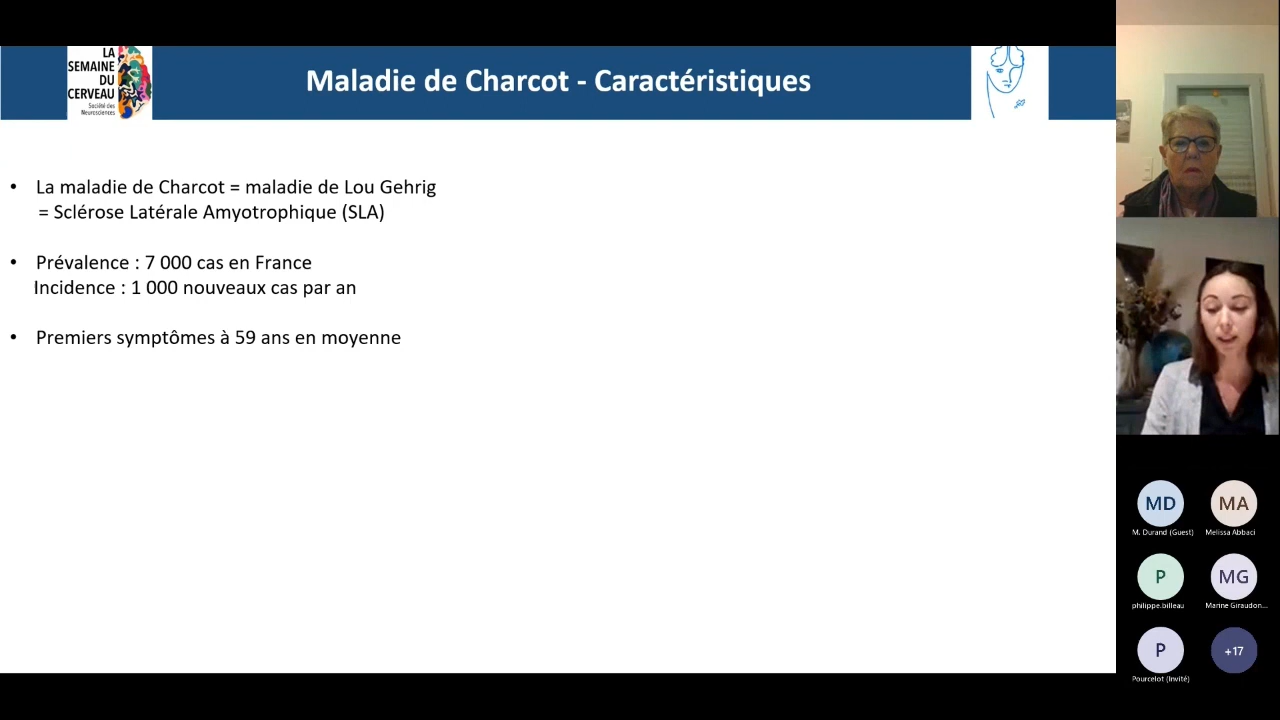 LA
SEMAINE
DU
CERVEAU
Société des
Neurosciences
Maladie de Charcot - Caractéristiques
• La maladie de Charcot = maladie de Lou Gehrig
= Sclérose Latérale Amyotrophique (SLA)
• Prévalence : 7 000 cas en France
Incidence : 1 000 nouveaux cas par an
• Premiers symptômes à 59 ans en moyenne
MD
MA
M. Durand (Guest)
Melissa Abbaci
P
MG
philippe.billeau
Marine Giraudon...
P
+17
Pourcelot (Invité)